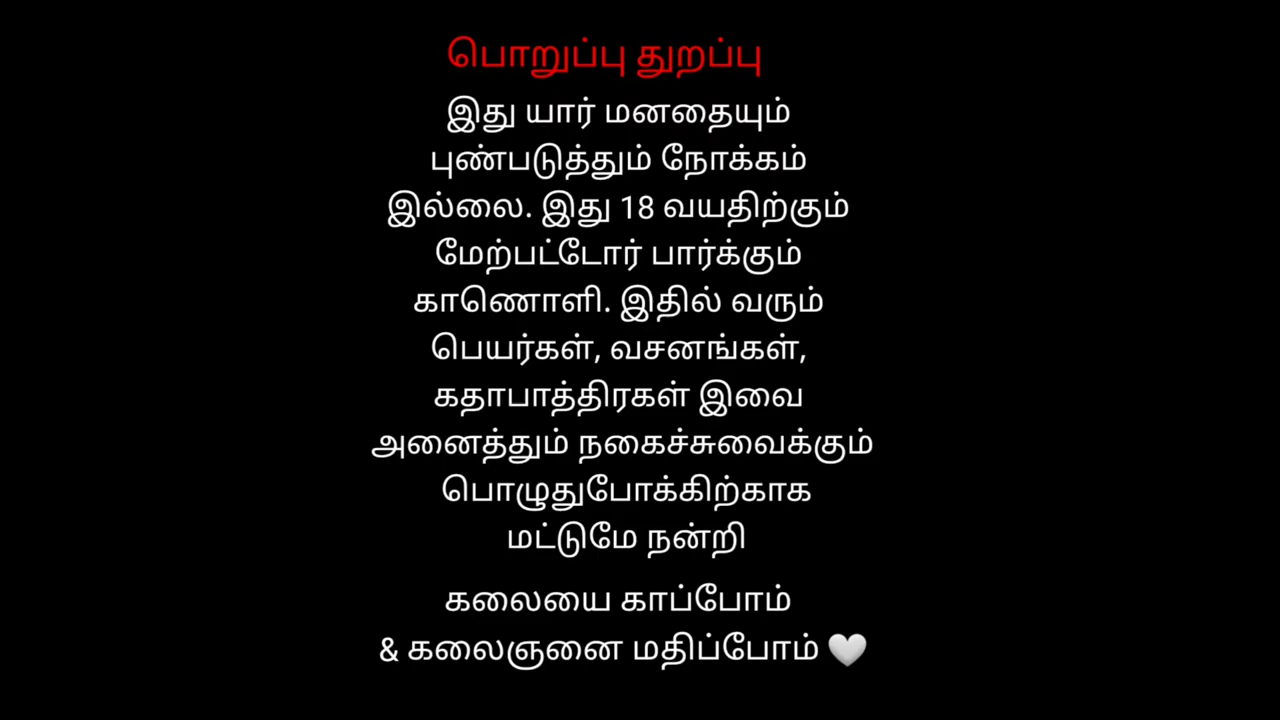 பொறுப்பு துறப்பு
இது யார் மனதையும்
புண்படுத்தும் நோக்கம்
இல்லை. இது 18 வயதிற்கும்
மேற்பட்டோர் பார்க்கும்
காணொளி. இதில் வரும்
பெயர்கள், வசனங்கள்,
கதாபாத்திரகள் இவை
அனைத்தும் நகைச்சுவைக்கும்
பொழுதுபோக்கிற்காக
மட்டுமே நன்றி
கலையை காப்போம்
& கலைஞனை மதிப்போம் 🤍